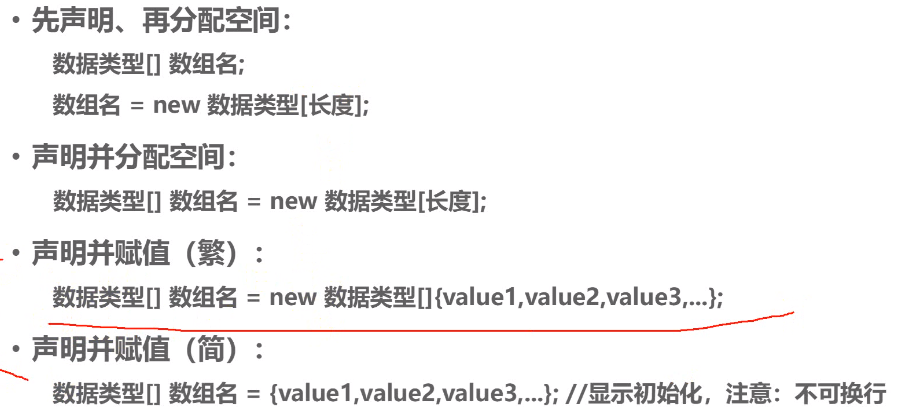 • 先声明、再分配空间：
数据类型[] 数组名;
数组名 = new 数据类型[长度];
• 声明并分配空间：
数据类型[] 数组名 = new 数据类型[长度];
• 声明并赋值（繁）：
数据类型[] 数组名 = new 数据类型[]{value1,value2,value3,...};
• 声明并赋值（简）：
数据类型[] 数组名 = {value1,value2,value3,...}; //显示初始化，注意：不可换行